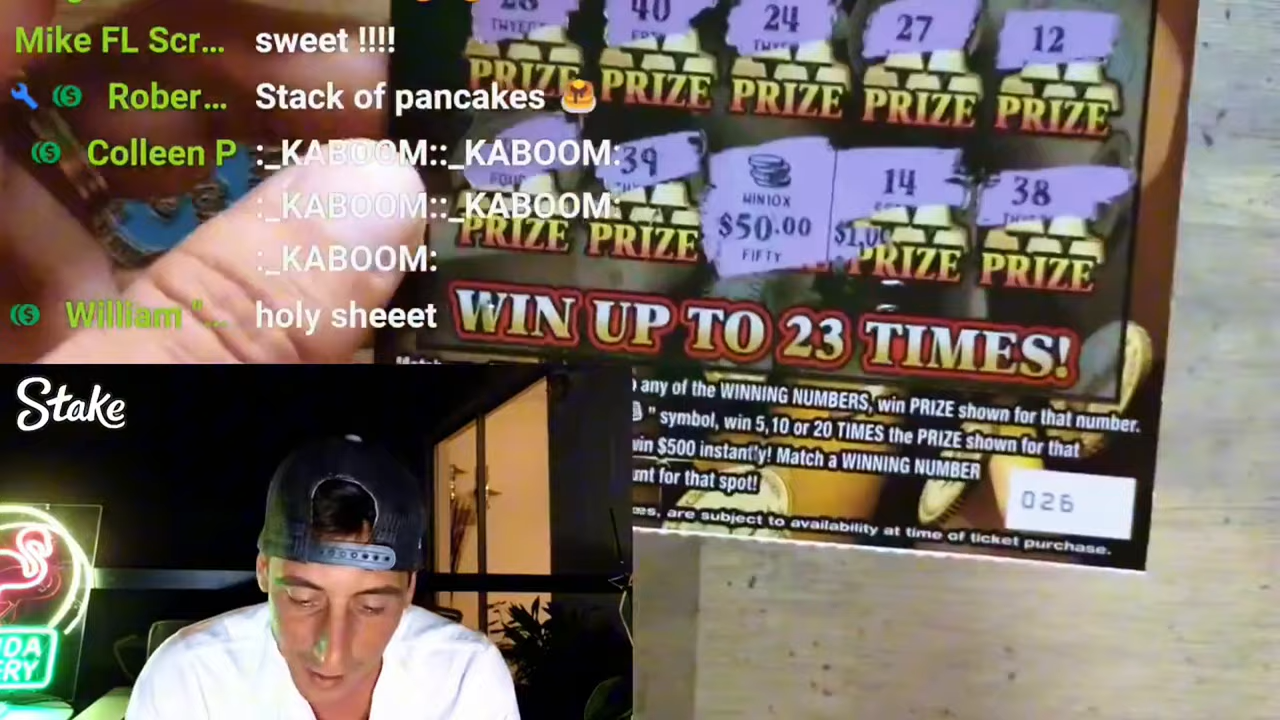 Mike FL Scr... sweet !!!!
Rober... Stack of pancakes
Colleen P :_KABOOM::_KABOOM:
:_KABOOM::_KABOOM:
:_KABOOM:
William "... holy sheeet
28 40 24 27 12
PRIZE PRIZE PRIZE PRIZE PRIZE
39 WIN10X 14 38
$50.00
FIFTY
PRIZE PRIZE PRIZE PRIZE
WIN UP TO 23 TIMES!
any of the WINNING NUMBERS, win PRIZE shown for that number.
" symbol, win 5, 10 or 20 TIMES the PRIZE shown for that
win $500 instantly! Match a WINNING NUMBER
for that spot!
026
are subject to availability at time of ticket purchase.
Stake